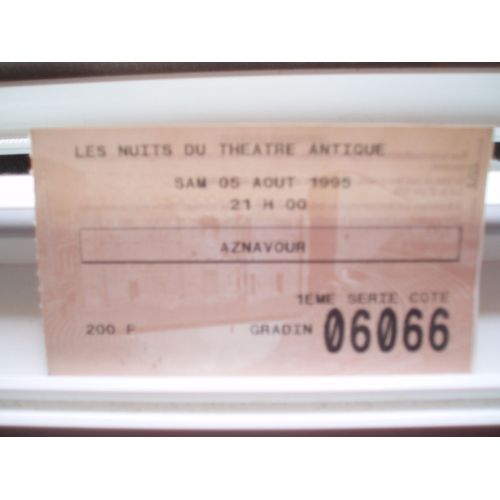 LES NUITS DU THEATRE ANTIQUE
SAM 05 AOUT 1995
21 H 00
AZNAVOUR
1EME SERIE COTE
200 F GRADIN 06066